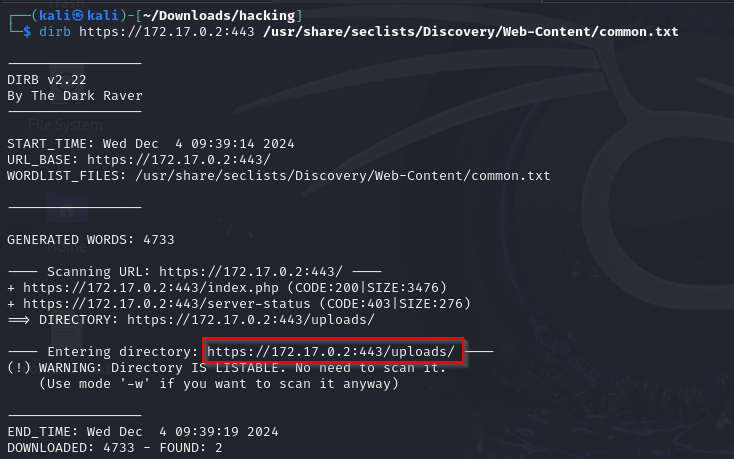 (kali㉿kali)-[~/Downloads/hacking]
$ dirb https://172.17.0.2:443 /usr/share/seclists/Discovery/Web-Content/common.txt
-----------------
DIRB v2.22
By The Dark Raver
-----------------
File System
START_TIME: Wed Dec  4 09:39:14 2024
URL_BASE: https://172.17.0.2:443/
WORDLIST_FILES: /usr/share/seclists/Discovery/Web-Content/common.txt
-----------------
Home
GENERATED WORDS: 4733
---- Scanning URL: https://172.17.0.2:443/ ----
+ https://172.17.0.2:443/index.php (CODE:200|SIZE:3476)
+ https://172.17.0.2:443/server-status (CODE:403|SIZE:276)
==> DIRECTORY: https://172.17.0.2:443/uploads/
---- Entering directory: https://172.17.0.2:443/uploads/ ----
(!) WARNING: Directory IS LISTABLE. No need to scan it.
    (Use mode '-w' if you want to scan it anyway)
-----------------
END_TIME: Wed Dec  4 09:39:19 2024
DOWNLOADED: 4733 - FOUND: 2